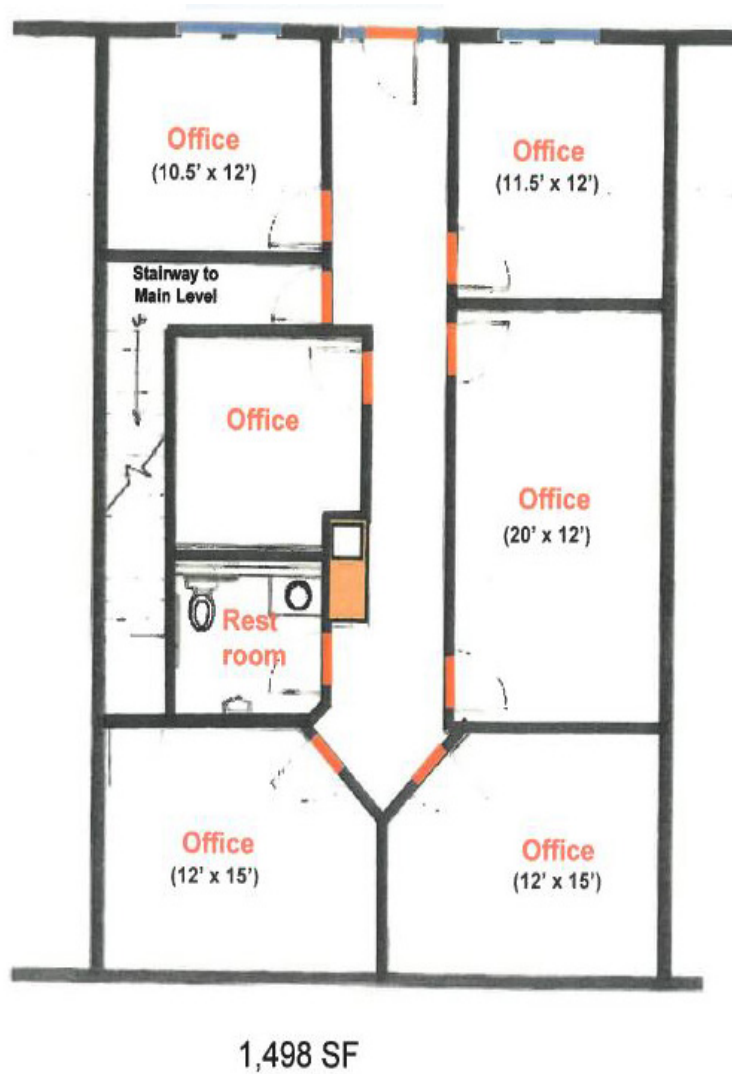 Office
(10.5' x 12')
Office
(11.5' x 12')
Stairway to
Main Level
Office
Office
(20' x 12')
Rest
room
Office
(12' x 15')
Office
(12' x 15')
1,498 SF